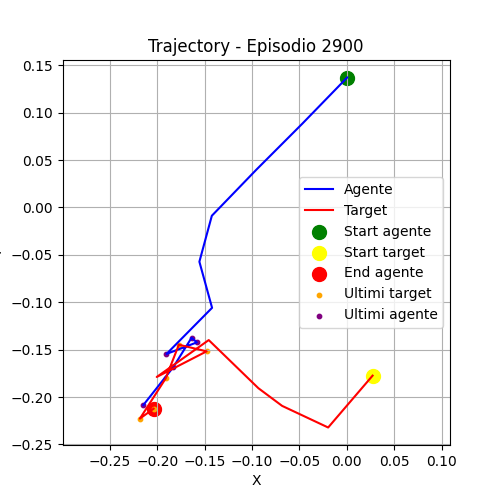 Trajectory - Episodio 2900
0.15
0.10
0.05
0.00
−0.05
−0.10
−0.15
−0.20
−0.25
Agente
Target
Start agente
Start target
End agente
Ultimi target
Ultimi agente
−0.25 −0.20 −0.15 −0.10 −0.05 0.00 0.05 0.10
X